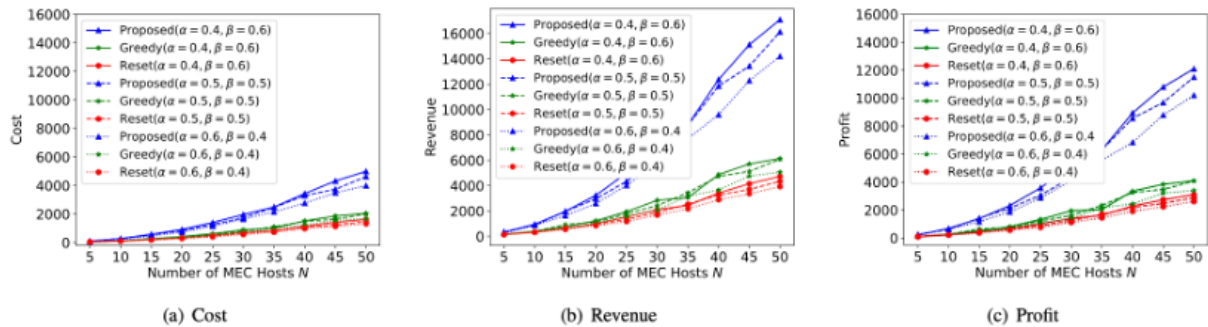 16000
14000
12000
10000
8000
6000
4000
2000
0
Cost
Proposed(α = 0.4, β = 0.6)
Greedy(α = 0.4, β = 0.6)
Reset(α = 0.4, β = 0.6)
Proposed(α = 0.5, β = 0.5)
Greedy(α = 0.5, β = 0.5)
Reset(α = 0.5, β = 0.5)
Proposed(α = 0.6, β = 0.4
Greedy(α = 0.6, β = 0.4)
Reset(α = 0.6, β = 0.4)
5 10 15 20 25 30 35 40 45 50
Number of MEC Hosts N
(a) Cost
16000
14000
12000
10000
8000
6000
4000
2000
0
Revenue
Proposed(α = 0.4, β = 0.6)
Greedy(α = 0.4, β = 0.6)
Reset(α = 0.4, β = 0.6)
Proposed(α = 0.5, β = 0.5)
Greedy(α = 0.5, β = 0.5)
Reset(α = 0.5, β = 0.5)
Proposed(α = 0.6, β = 0.4
Greedy(α = 0.6, β = 0.4)
Reset(α = 0.6, β = 0.4)
5 10 15 20 25 30 35 40 45 50
Number of MEC Hosts N
(b) Revenue
16000
14000
12000
10000
8000
6000
4000
2000
0
Profit
Proposed(α = 0.4, β = 0.6)
Greedy(α = 0.4, β = 0.6)
Reset(α = 0.4, β = 0.6)
Proposed(α = 0.5, β = 0.5)
Greedy(α = 0.5, β = 0.5)
Reset(α = 0.5, β = 0.5)
Proposed(α = 0.6, β = 0.4
Greedy(α = 0.6, β = 0.4)
Reset(α = 0.6, β = 0.4)
5 10 15 20 25 30 35 40 45 50
Number of MEC Hosts N
(c) Profit